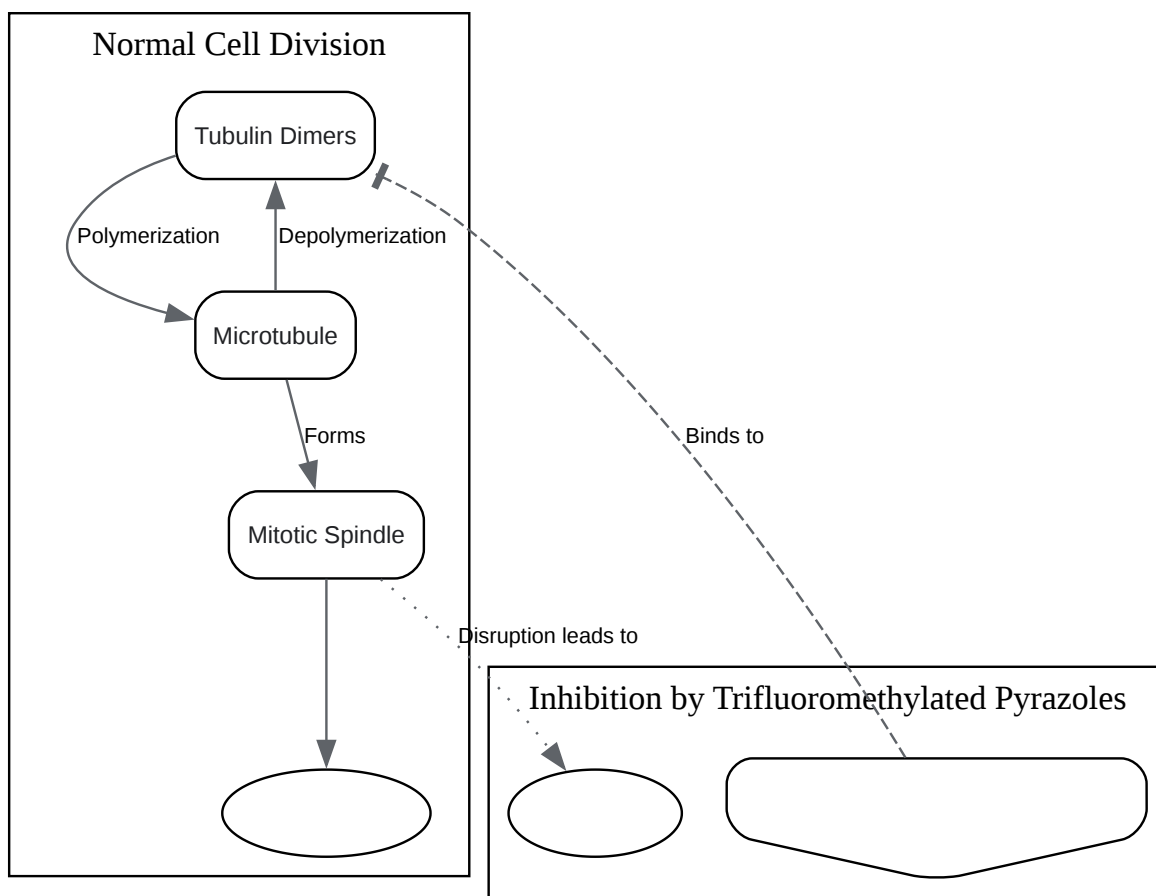 Normal Cell Division
Tubulin Dimers
Polymerization
Depolymerization
Microtubule
Forms
Binds to
Mitotic Spindle
Disruption leads to
Inhibition by Trifluoromethylated Pyrazoles